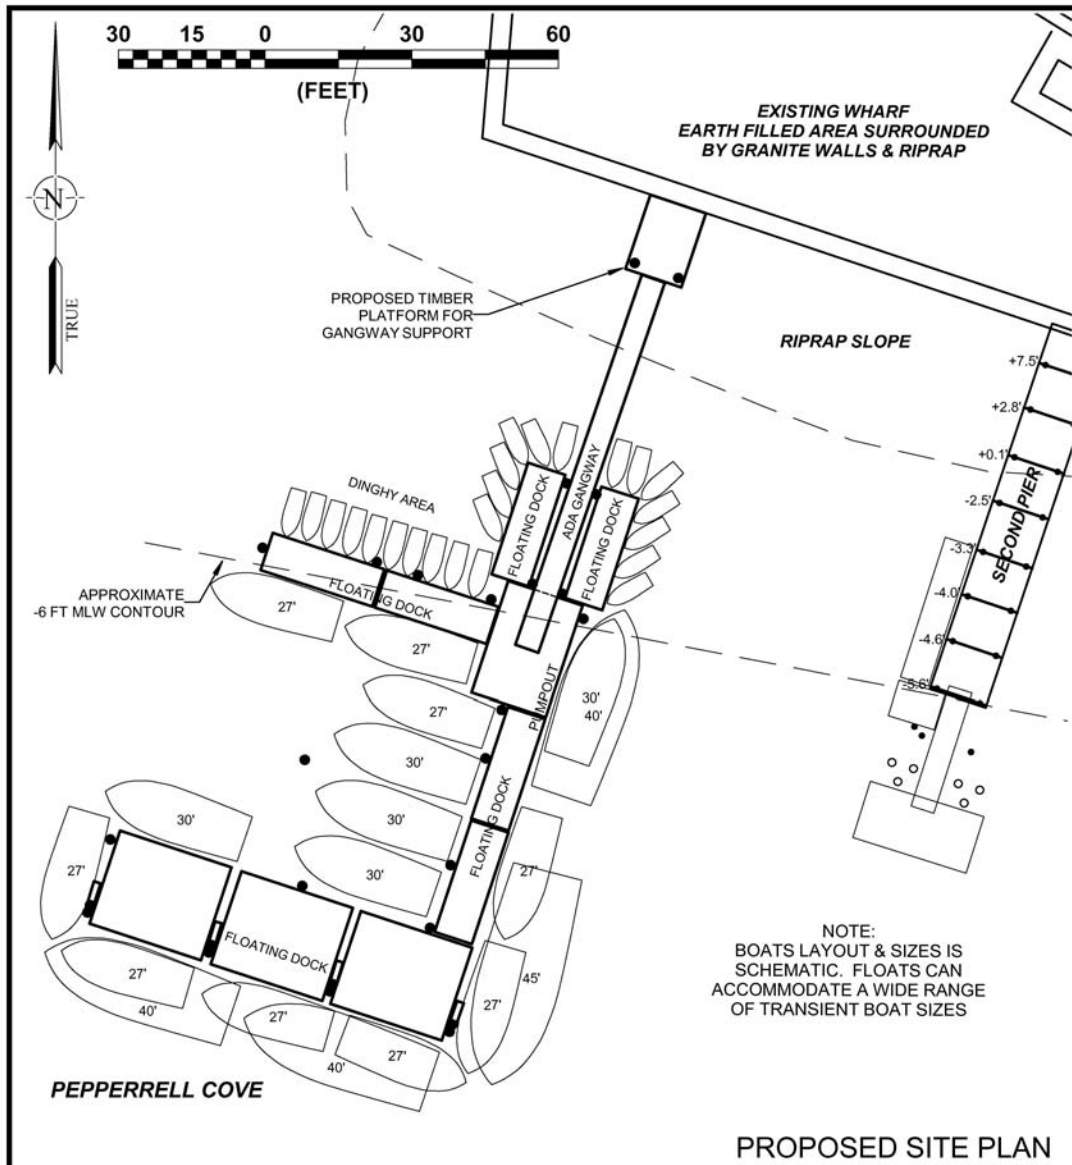 30 15 0 30 60
(FEET)
N
TRUE
EXISTING WHARF
EARTH FILLED AREA SURROUNDED
BY GRANITE WALLS & RIPRAP
PROPOSED TIMBER
PLATFORM FOR
GANGWAY SUPPORT
RIPRAP SLOPE
+7.5'
+2.8'
+0.1'
-2.5'
-3.3'
-4.0'
-4.6'
-5.6'
SECOND PIER
DINGHY AREA
FLOATING DOCK
ADA GANGWAY
FLOATING DOCK
APPROXIMATE
-6 FT MLW CONTOUR
FLOATING DOCK
27'
27'
27'
30'
30'
30'
PUMPOUT
30'
40'
FLOATING DOCK
FLOATING DOCK
30'
27'
27'
45'
27'
FLOATING DOCK
27'
40'
27'
27'
40'
NOTE:
BOATS LAYOUT & SIZES IS
SCHEMATIC. FLOATS CAN
ACCOMMODATE A WIDE RANGE
OF TRANSIENT BOAT SIZES
PEPPERRELL COVE
PROPOSED SITE PLAN